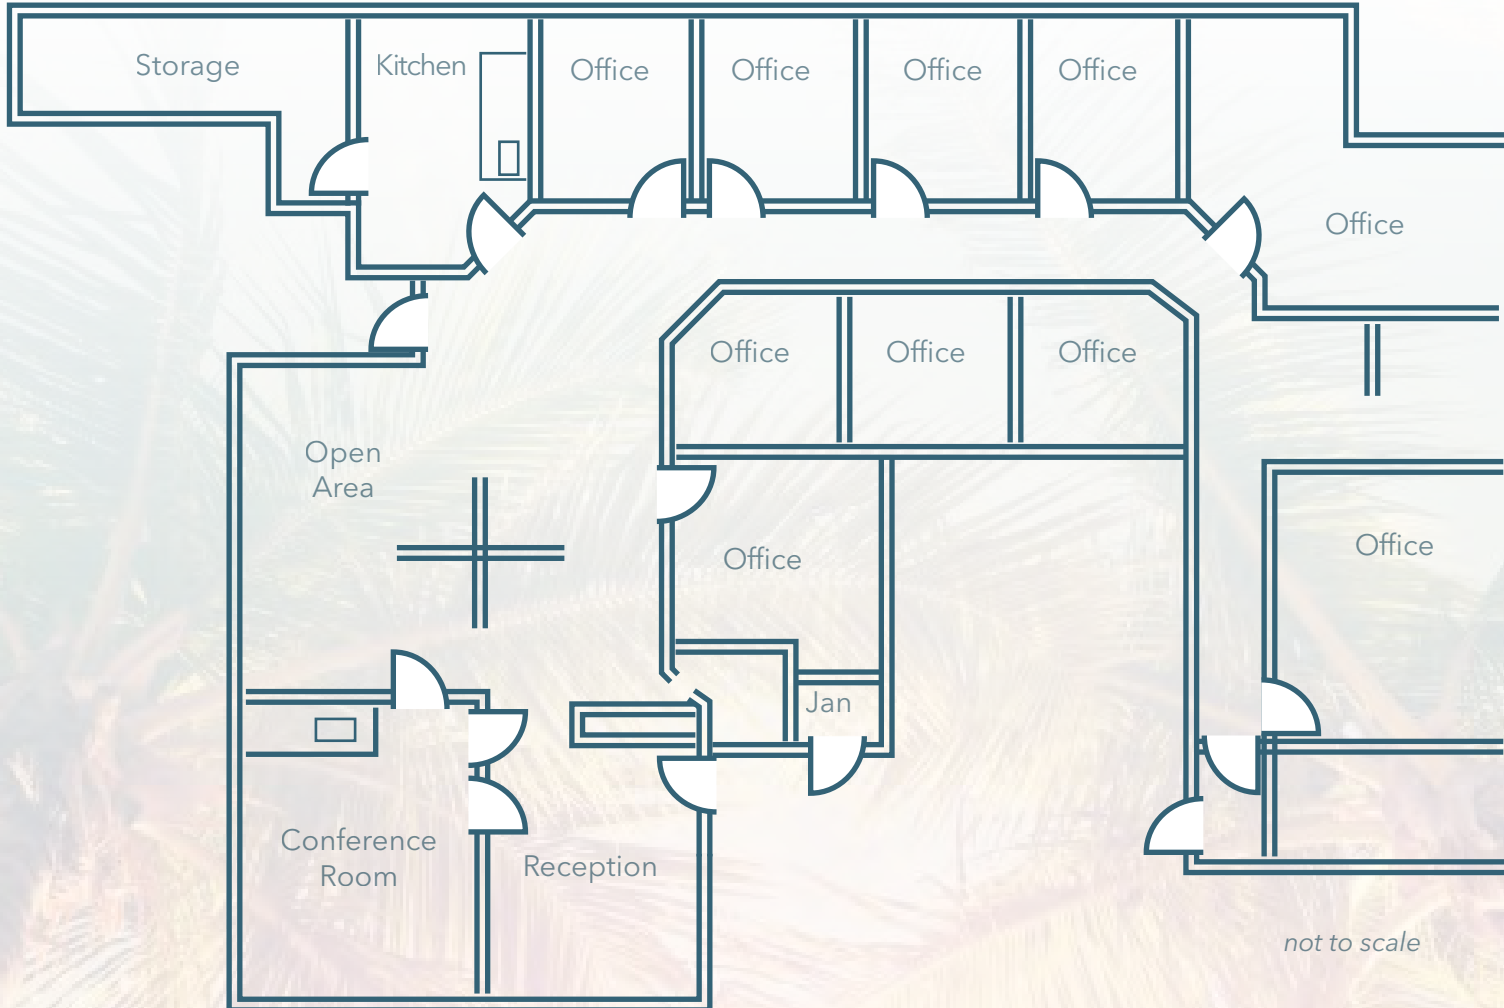 Storage
Kitchen
Office
Office
Office
Office
Office
Office
Office
Office
Open
Area
Office
Office
Jan
Conference
Room
Reception
not to scale